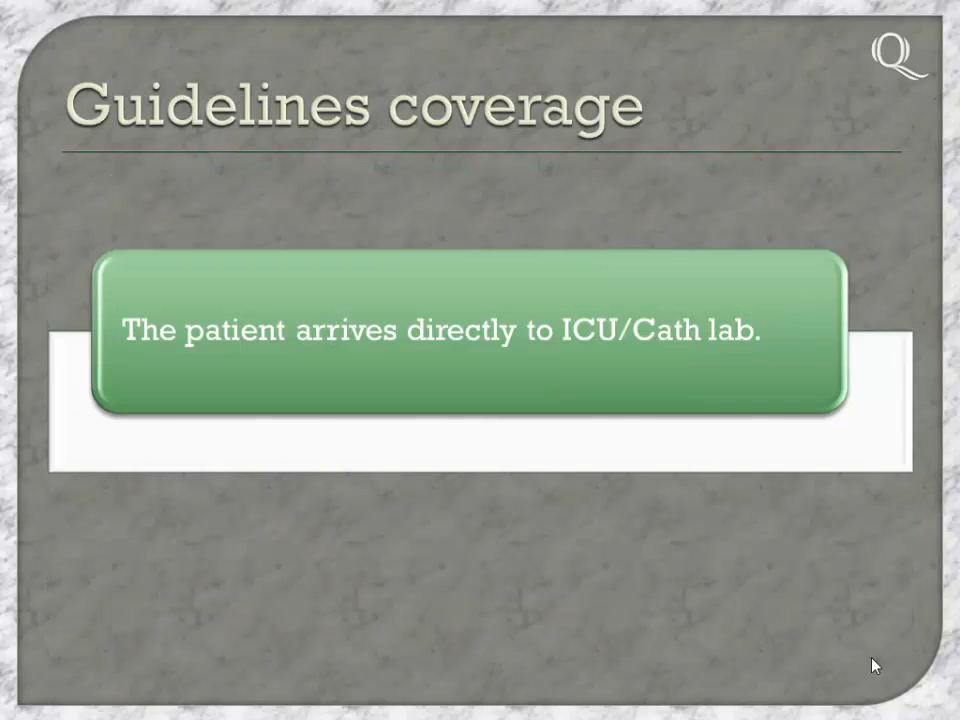 Q
Guidelines coverage
The patient arrives directly to ICU/Cath lab.